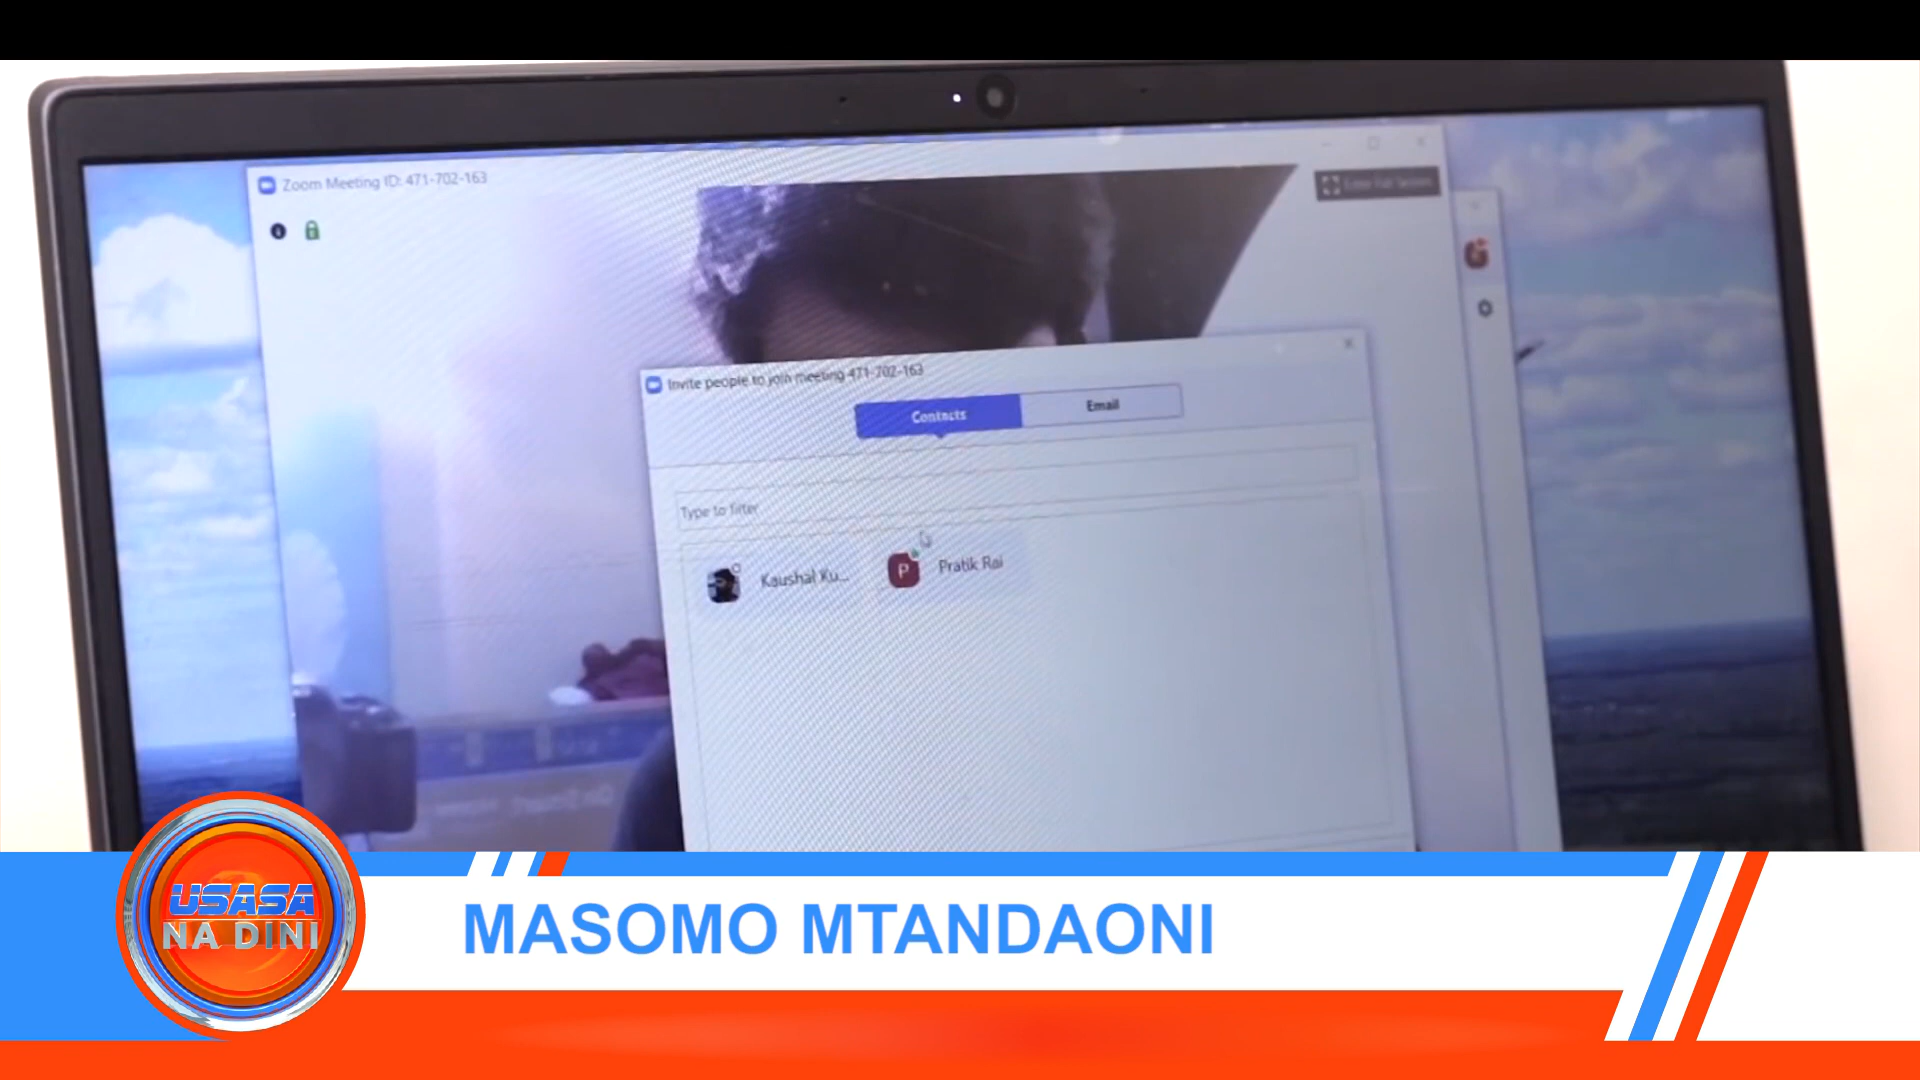 Zoom Meeting ID: 471-702-163
Invite people to join meeting 471-702-163
Contacts
Email
Type to filter
Kaushal Ku...
P
Pratik Rai
USASA
NA DINI
MASOMO MTANDAONI